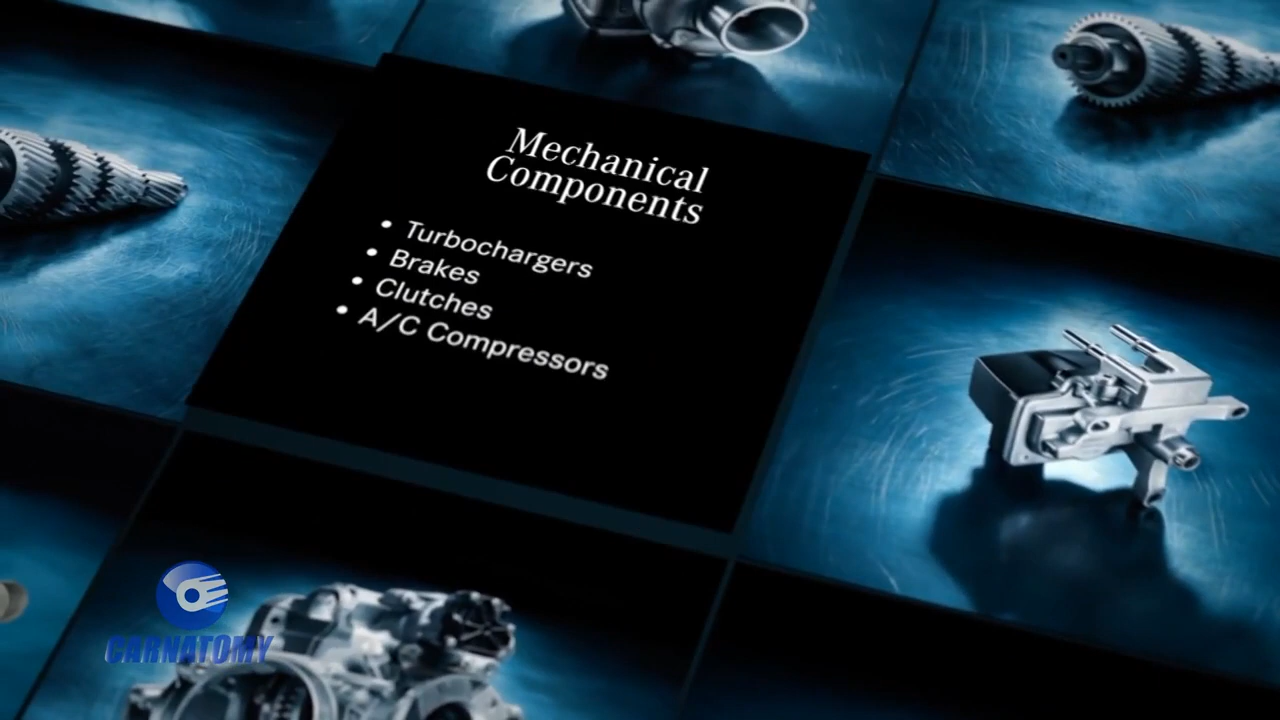 Mechanical
Components
• Turbochargers
• Brakes
• Clutches
• A/C Compressors
CARNATOMY